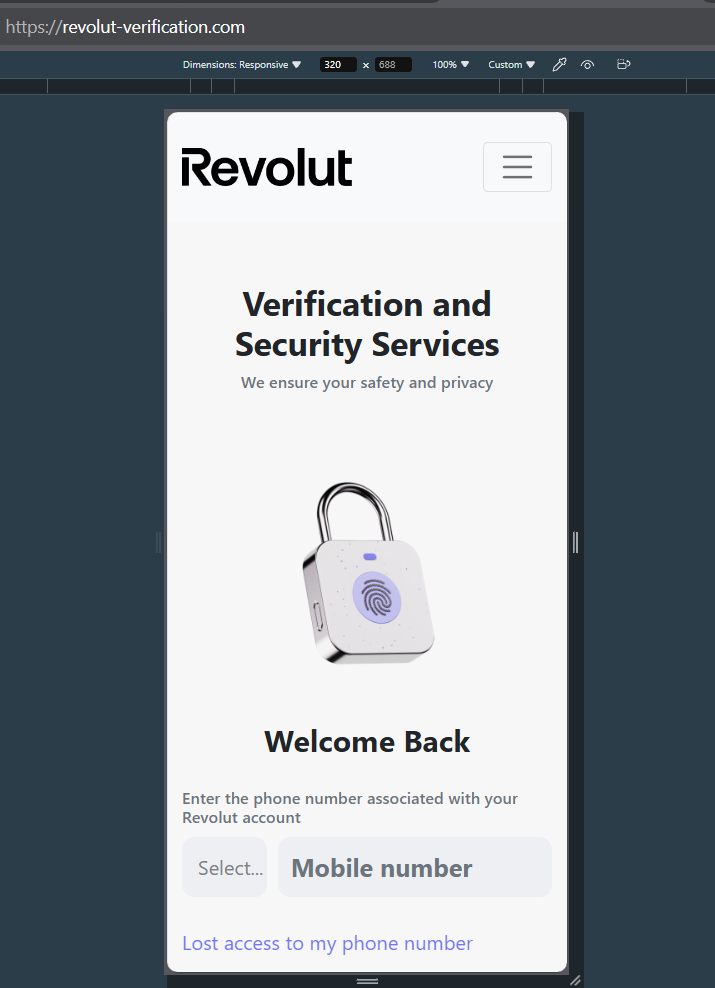 https://revolut-verification.com
Dimensions: Responsive 320 x 688 100% Custom
Revolut
Verification and
Security Services
We ensure your safety and privacy
Welcome Back
Enter the phone number associated with your
Revolut account
Select... Mobile number
Lost access to my phone number